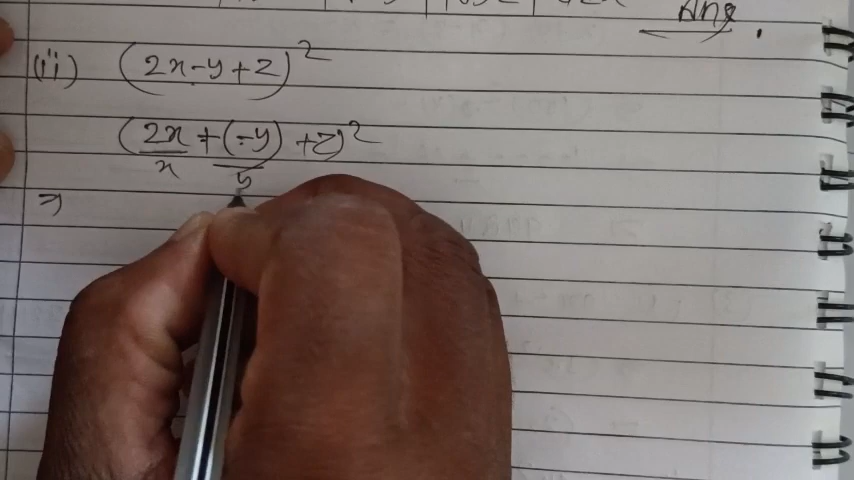 Ans.
(ii) (2x-y+z)²
(2x+(-y)+z)²
x y
⇒